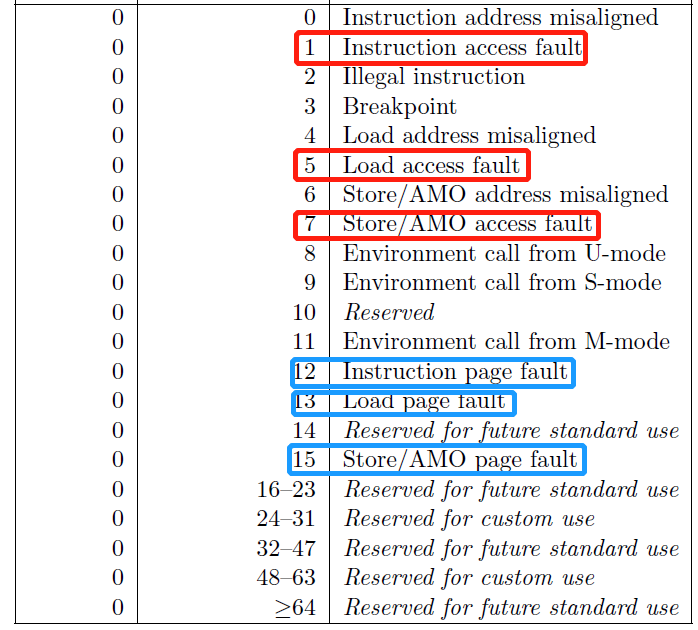 0 0 Instruction address misaligned
0 1 Instruction access fault
0 2 Illegal instruction
0 3 Breakpoint
0 4 Load address misaligned
0 5 Load access fault
0 6 Store/AMO address misaligned
0 7 Store/AMO access fault
0 8 Environment call from U-mode
0 9 Environment call from S-mode
0 10 Reserved
0 11 Environment call from M-mode
0 12 Instruction page fault
0 13 Load page fault
0 14 Reserved for future standard use
0 15 Store/AMO page fault
0 16–23 Reserved for future standard use
0 24–31 Reserved for custom use
0 32–47 Reserved for future standard use
0 48–63 Reserved for custom use
0 ≥64 Reserved for future standard use